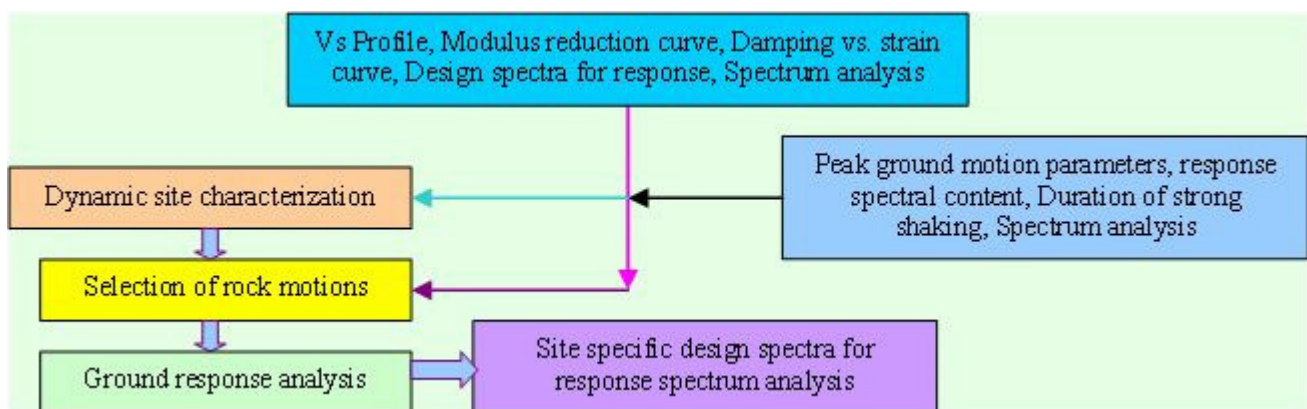 Vs Profile, Modulus reduction curve, Damping vs. strain
curve, Design spectra for response, Spectrum analysis
Peak ground motion parameters, response
spectral content, Duration of strong
shaking, Spectrum analysis
Dynamic site characterization
Selection of rock motions
Ground response analysis
Site specific design spectra for
response spectrum analysis